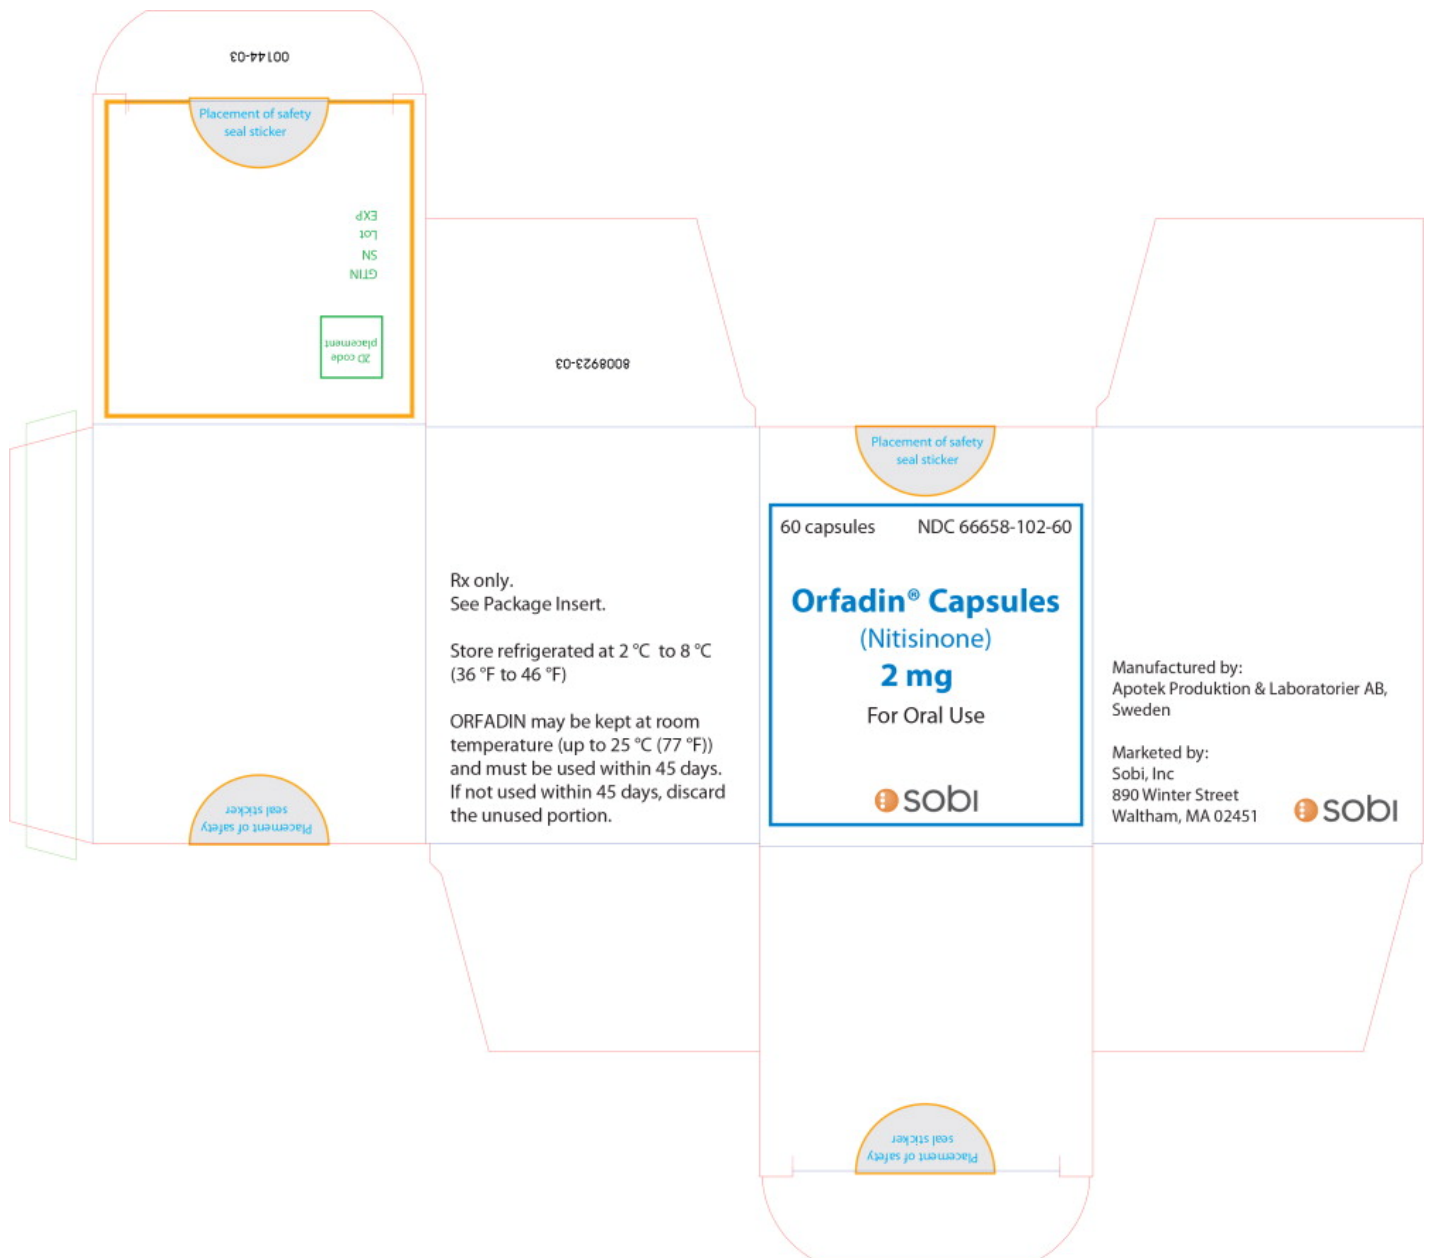 00144-03
Placement of safety
seal sticker
EXP
Lot
SN
GTIN
2D code
placement
8008923-03
Placement of safety
seal sticker
Rx only.
See Package Insert.
Store refrigerated at 2 °C to 8 °C
(36 °F to 46 °F)
ORFADIN may be kept at room
temperature (up to 25 °C (77 °F))
and must be used within 45 days.
If not used within 45 days, discard
the unused portion.
Placement of safety
seal sticker
60 capsules NDC 66658-102-60
Orfadin® Capsules
(Nitisinone)
2 mg
For Oral Use
sobi
Manufactured by:
Apotek Produktion & Laboratorier AB,
Sweden
Marketed by:
Sobi, Inc
890 Winter Street
Waltham, MA 02451
sobi
Placement of safety
seal sticker